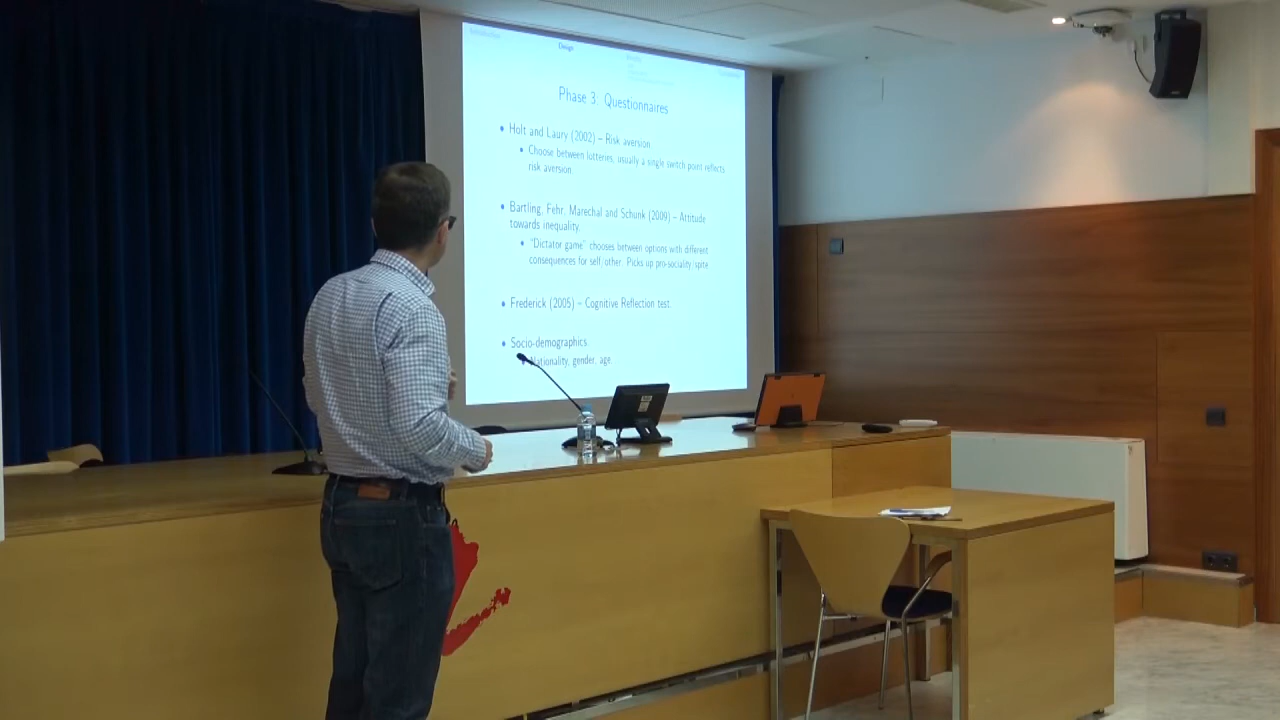 Introduction
Design
Phase 3: Questionnaires
• Holt and Laury (2002) – Risk aversion
• Choose between lotteries, usually a single switch point reflects
risk aversion
• Bartling, Fehr, Marechal and Schunk (2009) – Attitude
towards inequality.
• "Dictator game" chooses between options with different
consequences for self/other. Picks up pro-sociality/spite
• Frederick (2005) – Cognitive Reflection test.
• Socio-demographics
Nationality, gender, age.